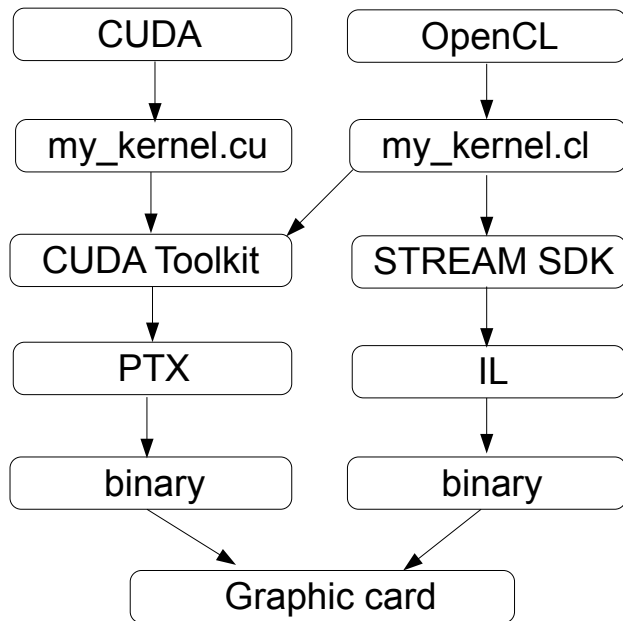 CUDA
OpenCL
my_kernel.cu
my_kernel.cl
CUDA Toolkit
STREAM SDK
PTX
IL
binary
binary
Graphic card